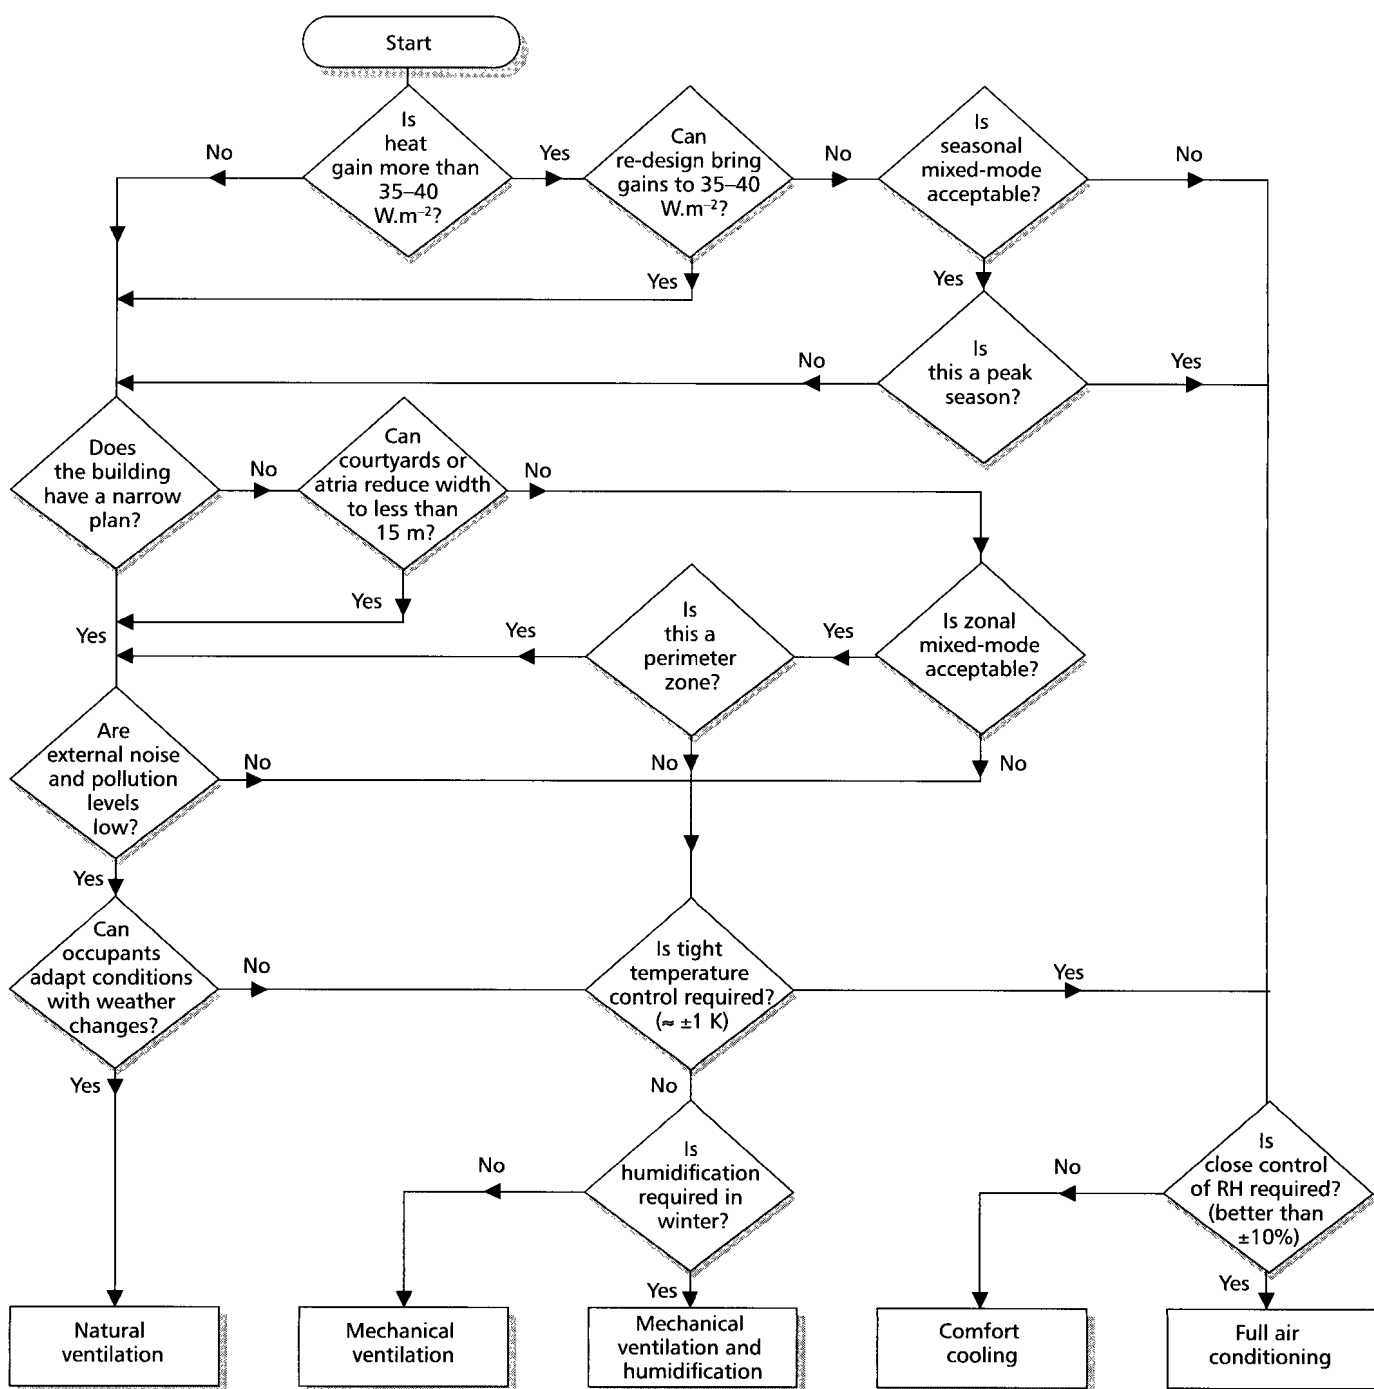 Start
Is
heat
gain more than
35–40
W.m⁻²?
No
Yes
Can
re-design bring
gains to 35–40
W.m⁻²?
No
Yes
Is
seasonal
mixed-mode
acceptable?
No
Yes
Is
this a peak
season?
No
Yes
Does
the building
have a narrow
plan?
No
Yes
Can
courtyards or
atria reduce width
to less than
15 m?
No
Yes
Is
this a
perimeter
zone?
Yes
No
Is zonal
mixed-mode
acceptable?
Yes
No
Are
external noise
and pollution
levels
low?
No
Yes
Can
occupants
adapt conditions
with weather
changes?
No
Yes
Is tight
temperature
control required?
(≈ ±1 K)
Yes
No
Is
humidification
required in
winter?
No
Yes
Is
close control
of RH required?
(better than
±10%)
No
Yes
Natural
ventilation
Mechanical
ventilation
Mechanical
ventilation and
humidification
Comfort
cooling
Full air
conditioning